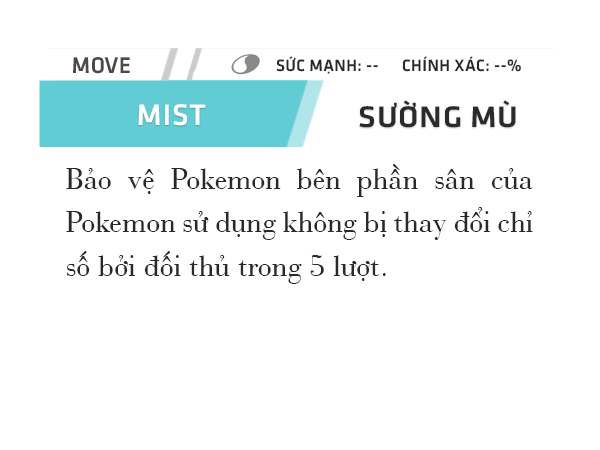 MOVE SỨC MẠNH: -- CHÍNH XÁC: --%
MIST SƯỜNG MÙ
Bảo vệ Pokemon bên phần sân của
Pokemon sử dụng không bị thay đổi chỉ
số bởi đối thủ trong 5 lượt.